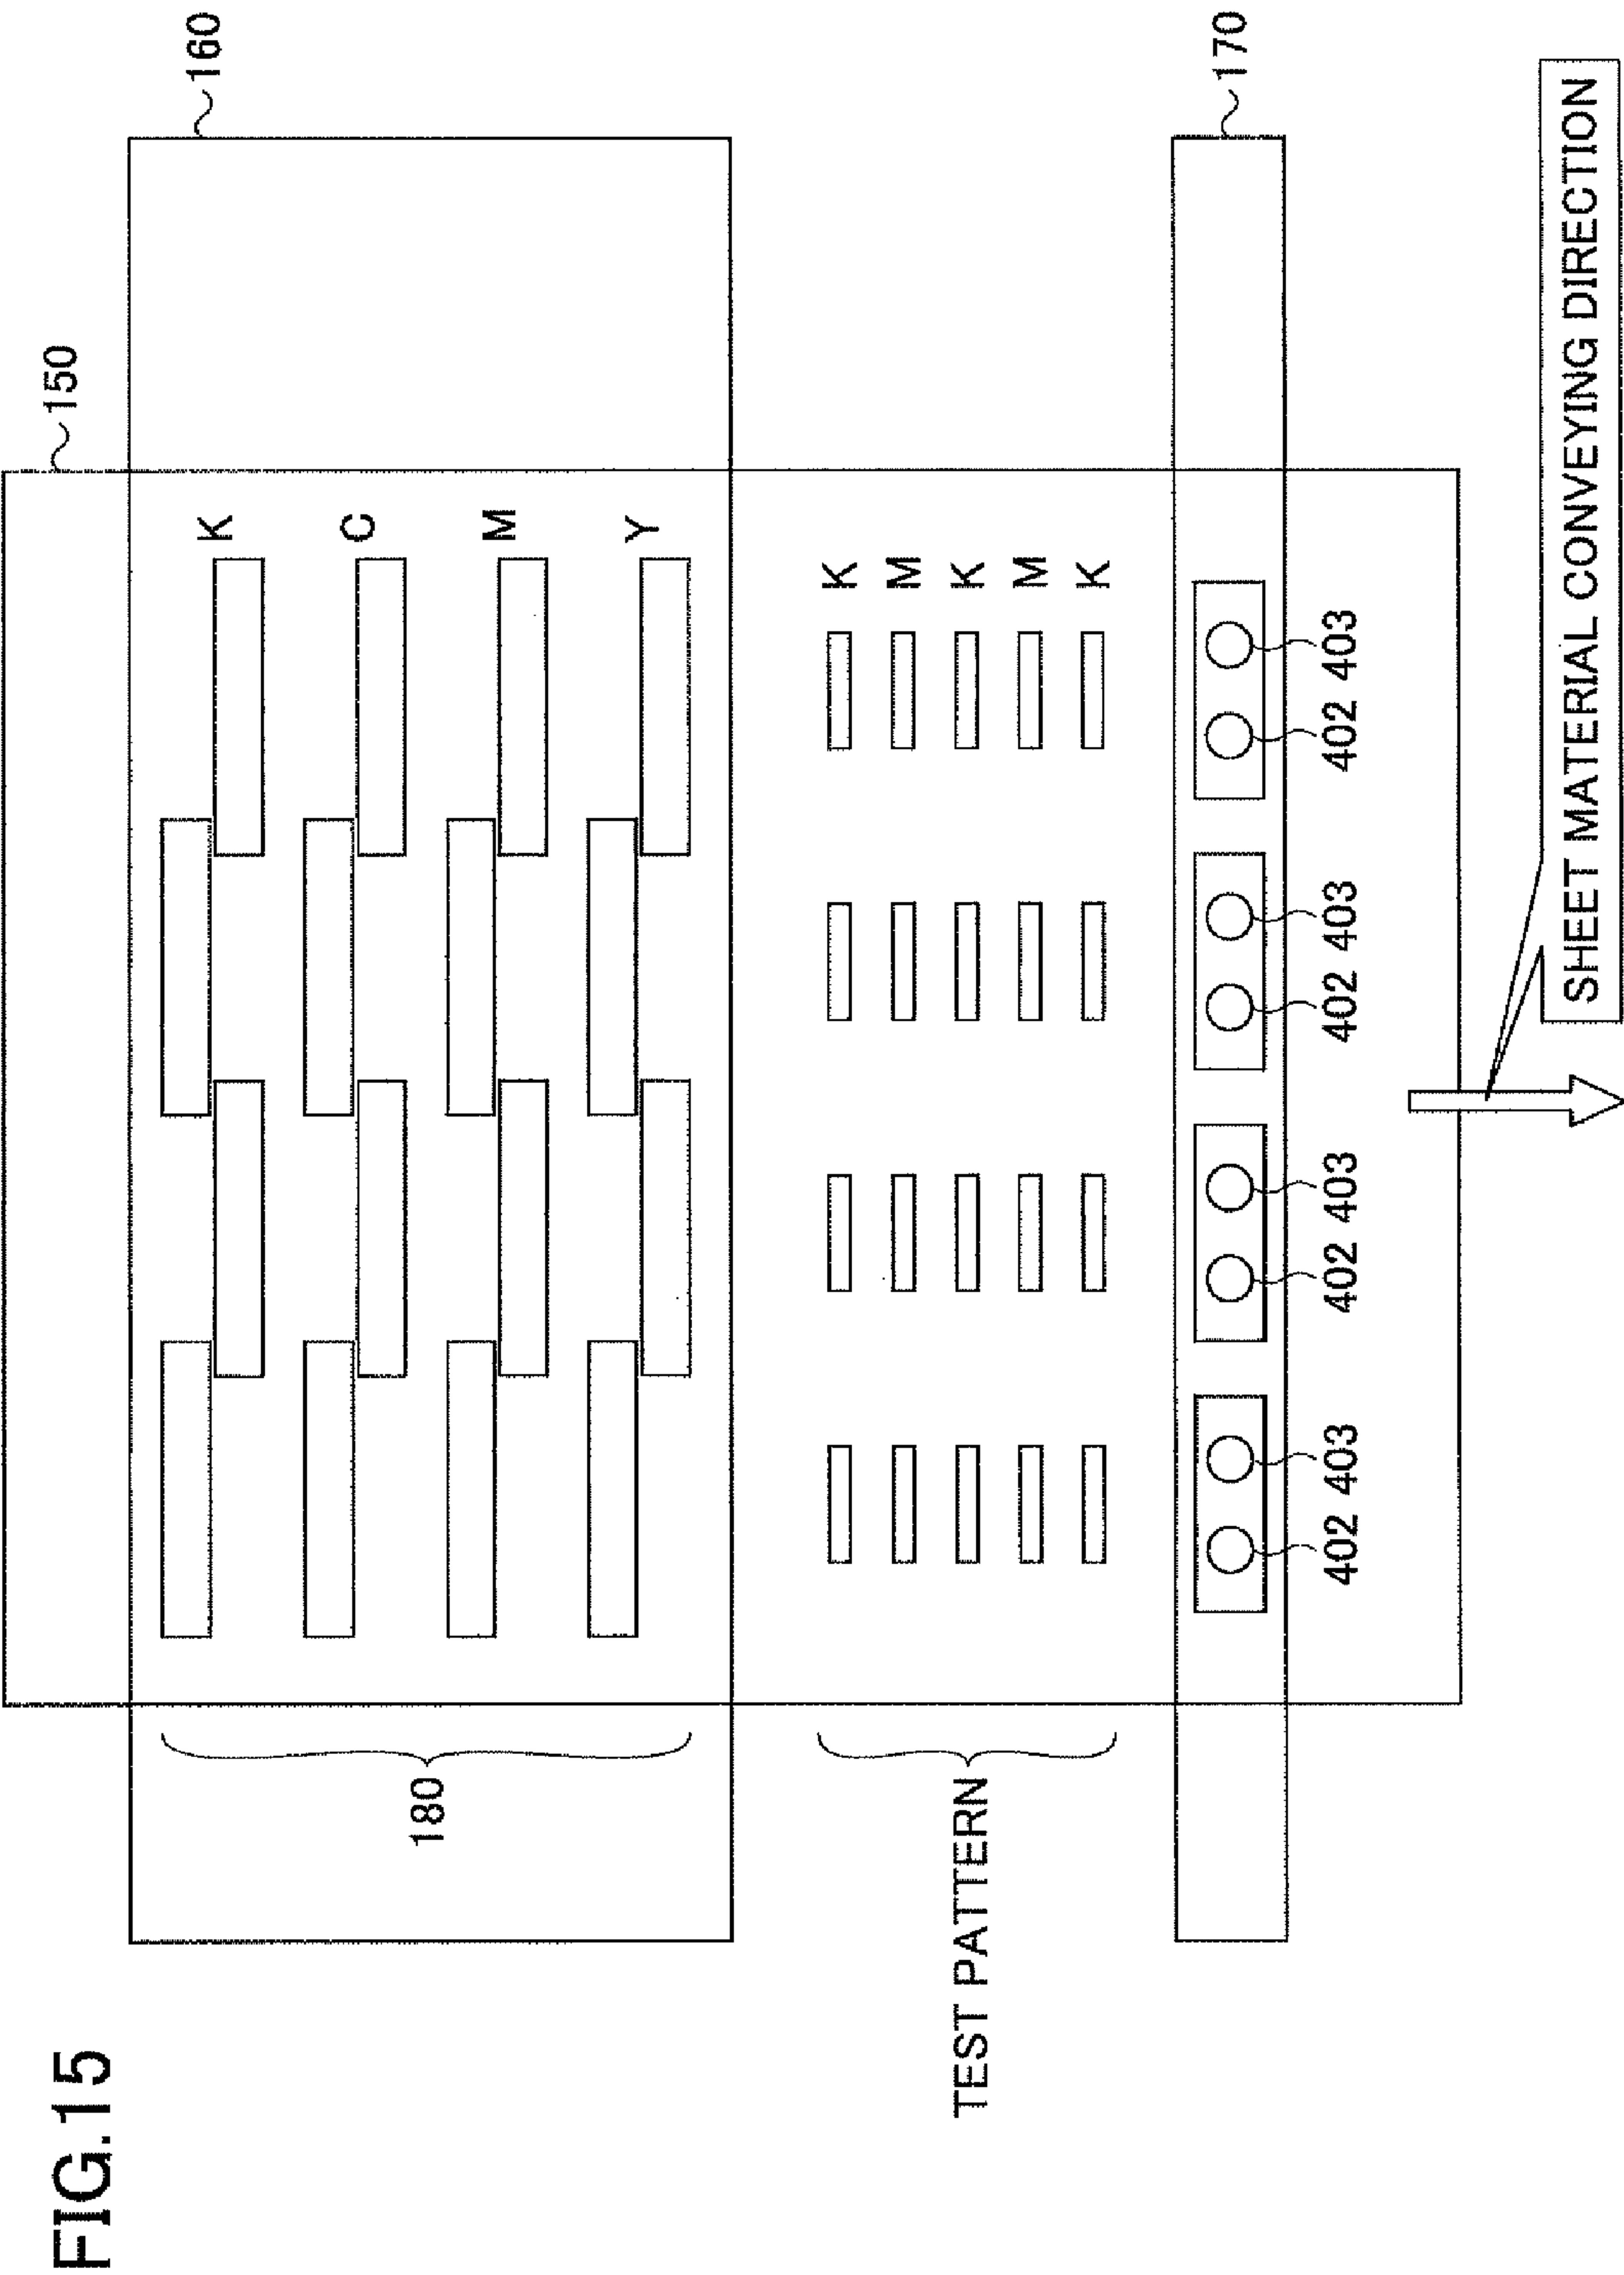 FIG.15
150
160
K
C
180
M
Y
K
M
TEST PATTERN
K
M
K
170
402 403 402 403 402 403 402 403
SHEET MATERIAL CONVEYING DIRECTION